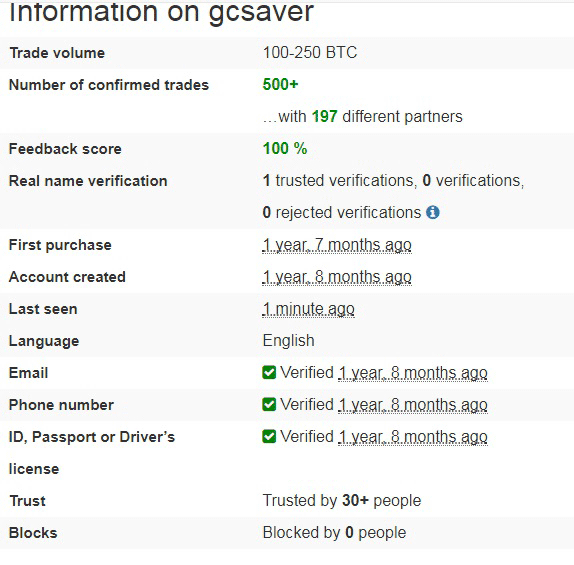 Information on gcsaver
Trade volume 100-250 BTC
Number of confirmed trades 500+
...with 197 different partners
Feedback score 100 %
Real name verification 1 trusted verifications, 0 verifications,
0 rejected verifications
First purchase 1 year, 7 months ago
Account created 1 year, 8 months ago
Last seen 1 minute ago
Language English
Email Verified 1 year, 8 months ago
Phone number Verified 1 year, 8 months ago
ID, Passport or Driver's Verified 1 year, 8 months ago
license
Trust Trusted by 30+ people
Blocks Blocked by 0 people